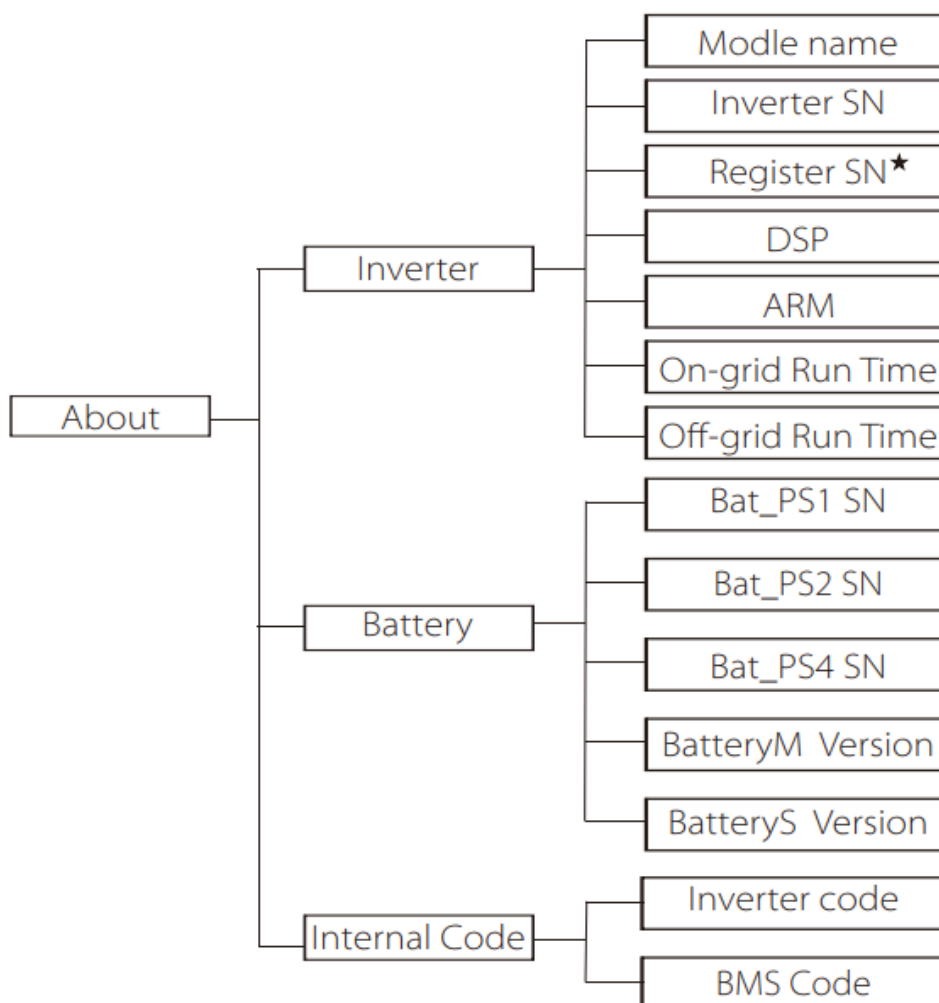 About
Inverter
Modle name
Inverter SN
Register SN★
DSP
ARM
On-grid Run Time
Off-grid Run Time
Battery
Bat_PS1 SN
Bat_PS2 SN
Bat_PS4 SN
BatteryM Version
BatteryS Version
Internal Code
Inverter code
BMS Code